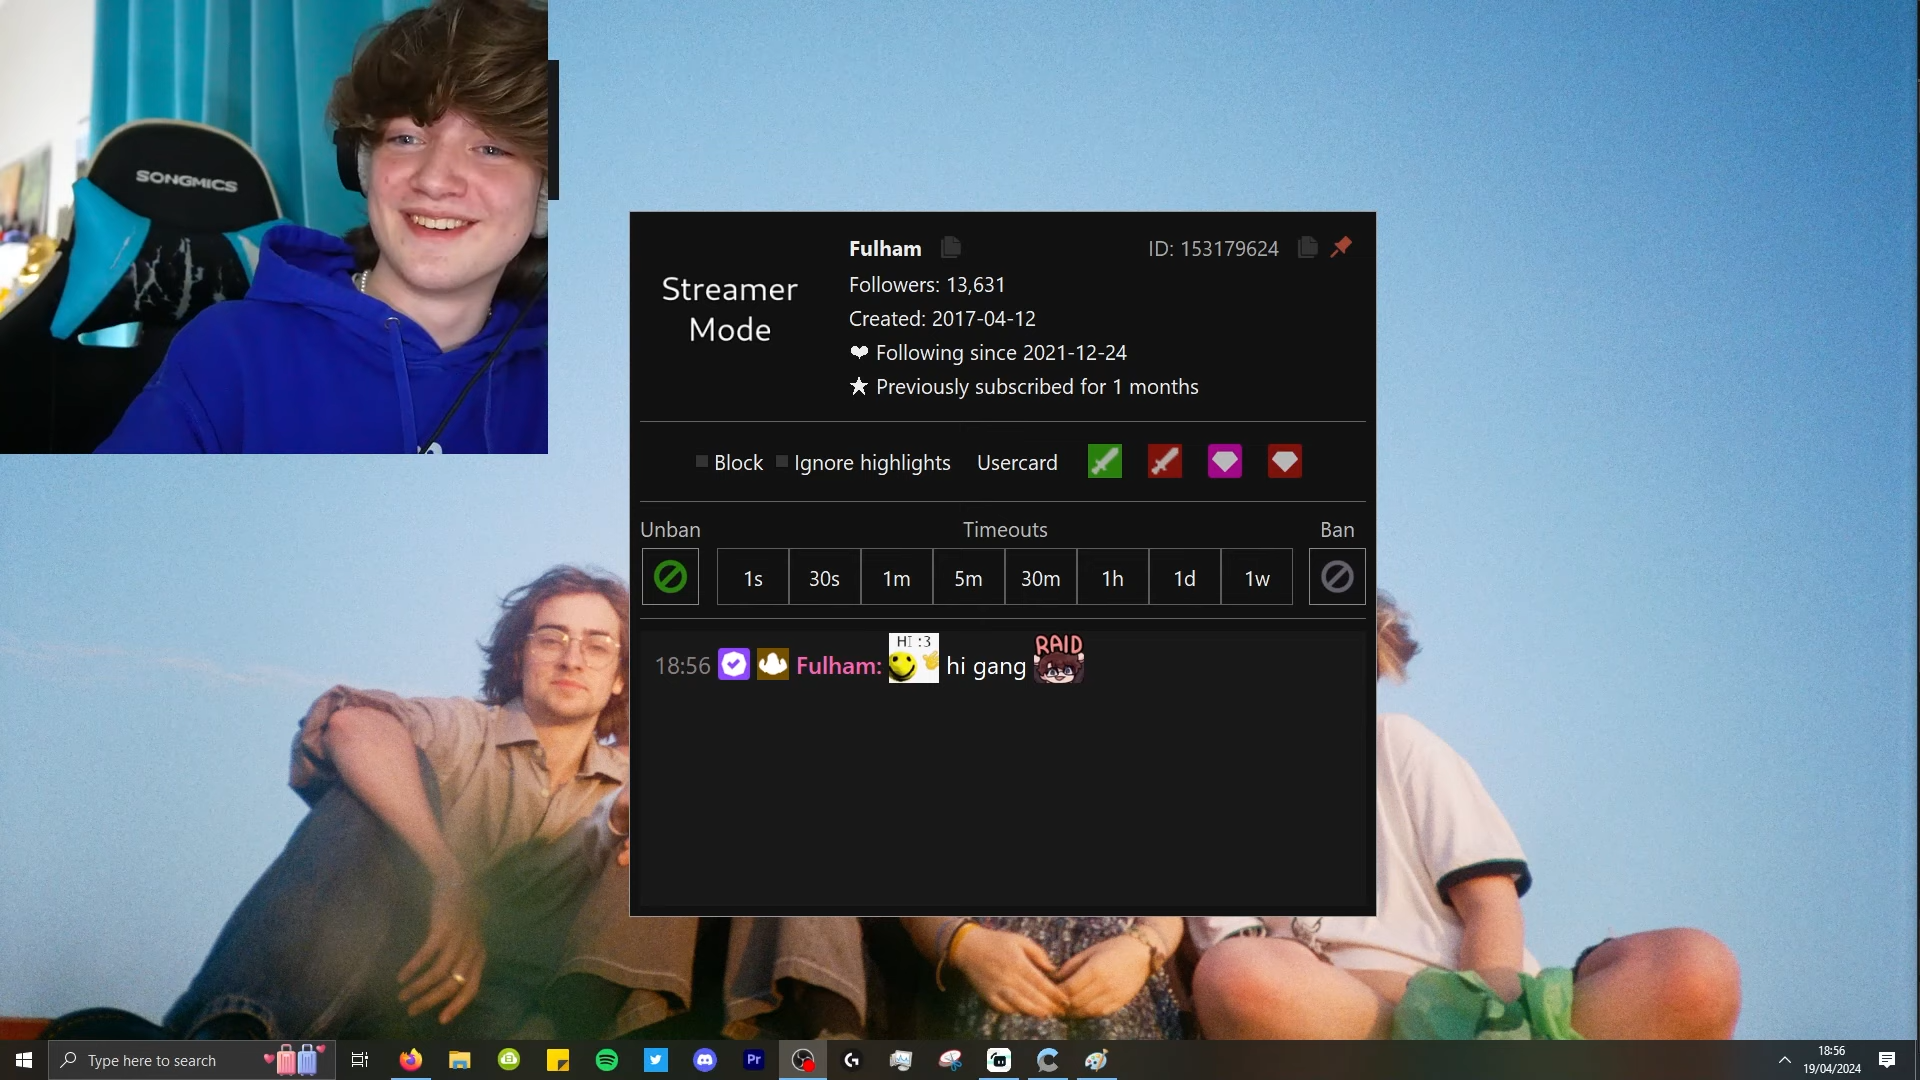 SONGMICS
Streamer
Mode
Fulham
ID: 153179624
Followers: 13,631
Created: 2017-04-12
Following since 2021-12-24
Previously subscribed for 1 months
Block
Ignore highlights
Usercard
Unban
Timeouts
Ban
1s 30s 1m 5m 30m 1h 1d 1w
HI :3
RAID
18:56 Fulham: hi gang
Type here to search
Pr
18:56
19/04/2024